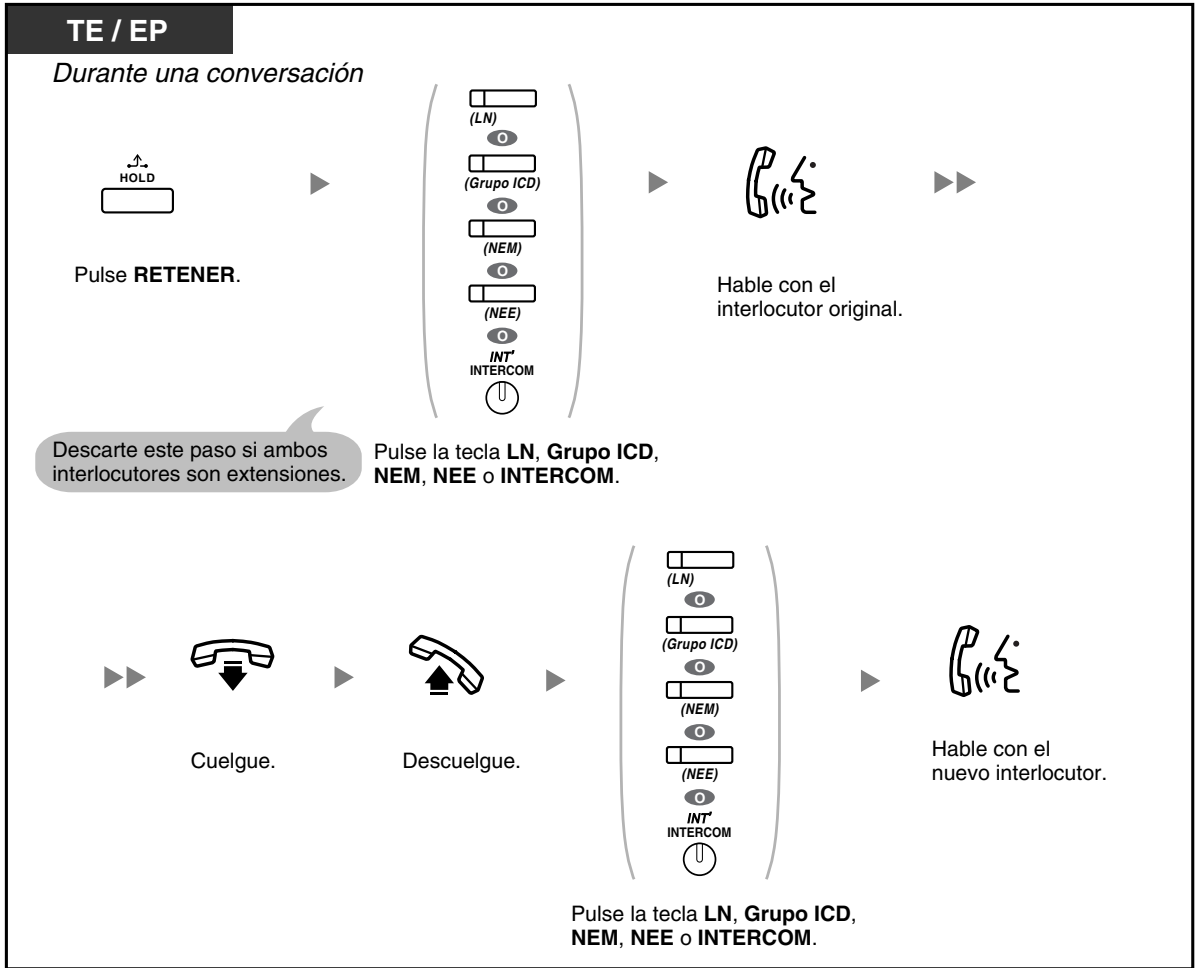 TE / EP
Durante una conversación
HOLD
Pulse RETENER.
(LN)
O
(Grupo ICD)
O
(NEM)
O
(NEE)
O
INT'
INTERCOM
Descarte este paso si ambos
interlocutores son extensiones.
Pulse la tecla LN, Grupo ICD,
NEM, NEE o INTERCOM.
Hable con el
interlocutor original.
Cuelgue.
Descuelgue.
(LN)
O
(Grupo ICD)
O
(NEM)
O
(NEE)
O
INT'
INTERCOM
Pulse la tecla LN, Grupo ICD,
NEM, NEE o INTERCOM.
Hable con el
nuevo interlocutor.